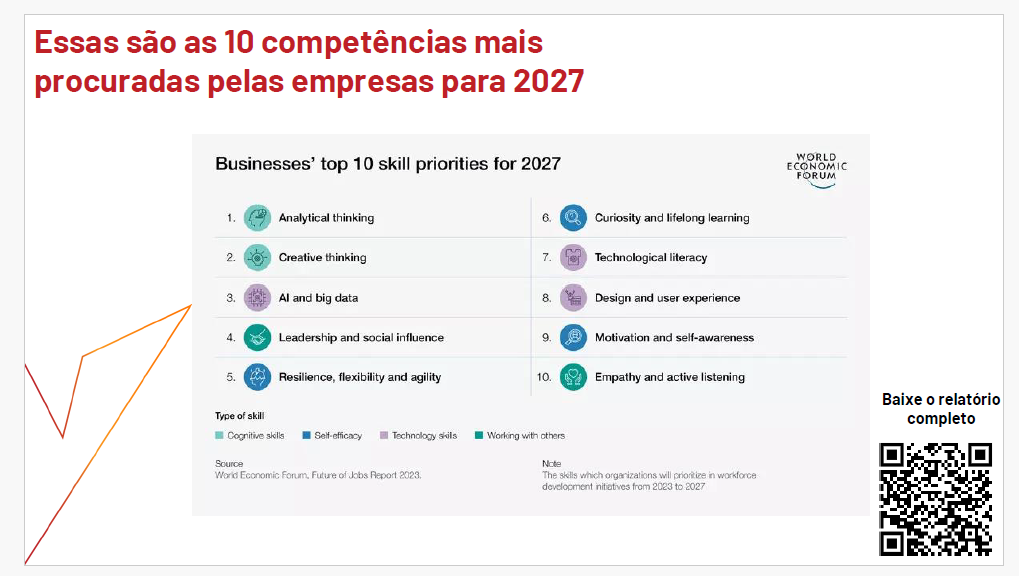 Essas são as 10 competências mais
procuradas pelas empresas para 2027
Businesses' top 10 skill priorities for 2027
WORLD
ECONOMIC
FORUM
1. Analytical thinking
2. Creative thinking
3. AI and big data
4. Leadership and social influence
5. Resilience, flexibility and agility
6. Curiosity and lifelong learning
7. Technological literacy
8. Design and user experience
9. Motivation and self-awareness
10. Empathy and active listening
Type of skill
Cognitive skills Self-efficacy Technology skills Working with others
Source
World Economic Forum, Future of Jobs Report 2023.
Note
The skills which organizations will prioritize in workforce
development initiatives from 2023 to 2027
Baixe o relatório
completo